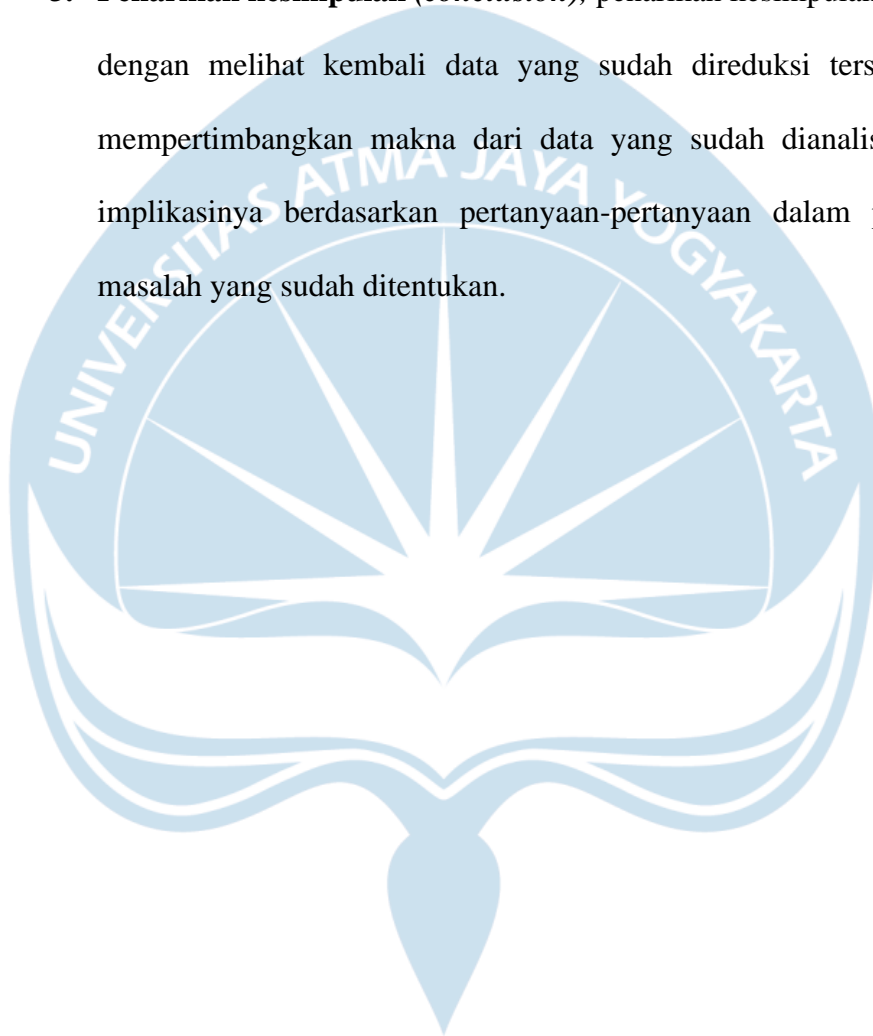 dengan melihat kembali data yang sudah direduksi ters
mempertimbangkan makna dari data yang sudah dianalis
implikasinya berdasarkan pertanyaan-pertanyaan dalam
masalah yang sudah ditentukan.
UNIVERSITAS ATMA JAYA YOGYAKARTA